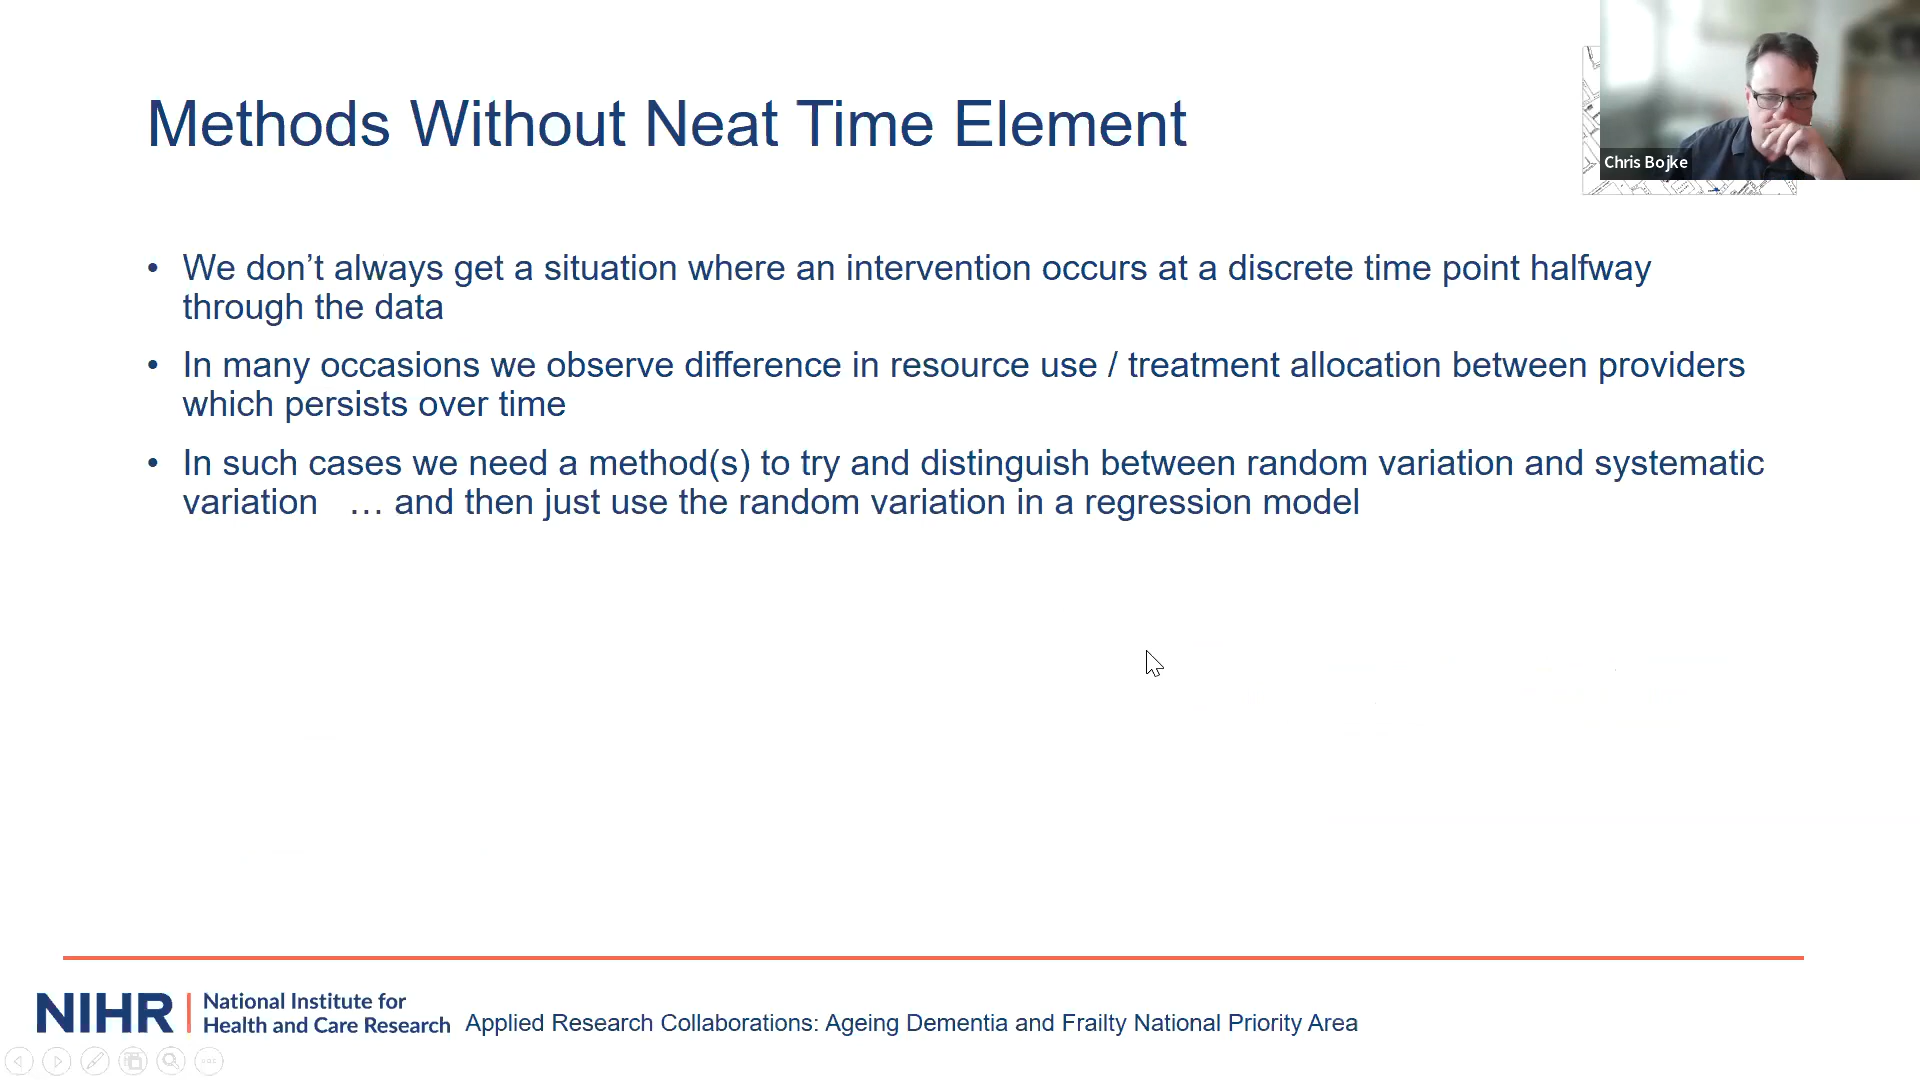 Methods Without Neat Time Element
Chris Bojke
• We don’t always get a situation where an intervention occurs at a discrete time point halfway
through the data
• In many occasions we observe difference in resource use / treatment allocation between providers
which persists over time
• In such cases we need a method(s) to try and distinguish between random variation and systematic
variation … and then just use the random variation in a regression model
NIHR | National Institute for
Health and Care Research
Applied Research Collaborations: Ageing Dementia and Frailty National Priority Area